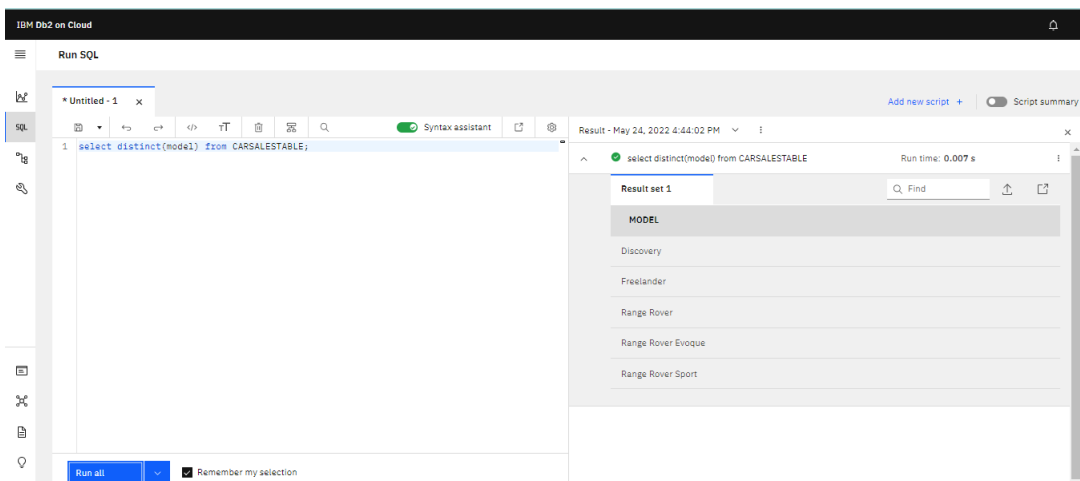 IBM Db2 on Cloud
Run SQL
* Untitled - 1 x
Add new script +
Script summary
SQL
Syntax assistant
1 select distinct(model) from CARSALESTABLE;
Result - May 24, 2022 4:44:02 PM
select distinct(model) from CARSALESTABLE
Run time: 0.007 s
Result set 1
Find
MODEL
Discovery
Freelander
Range Rover
Range Rover Evoque
Range Rover Sport
Run all
Remember my selection